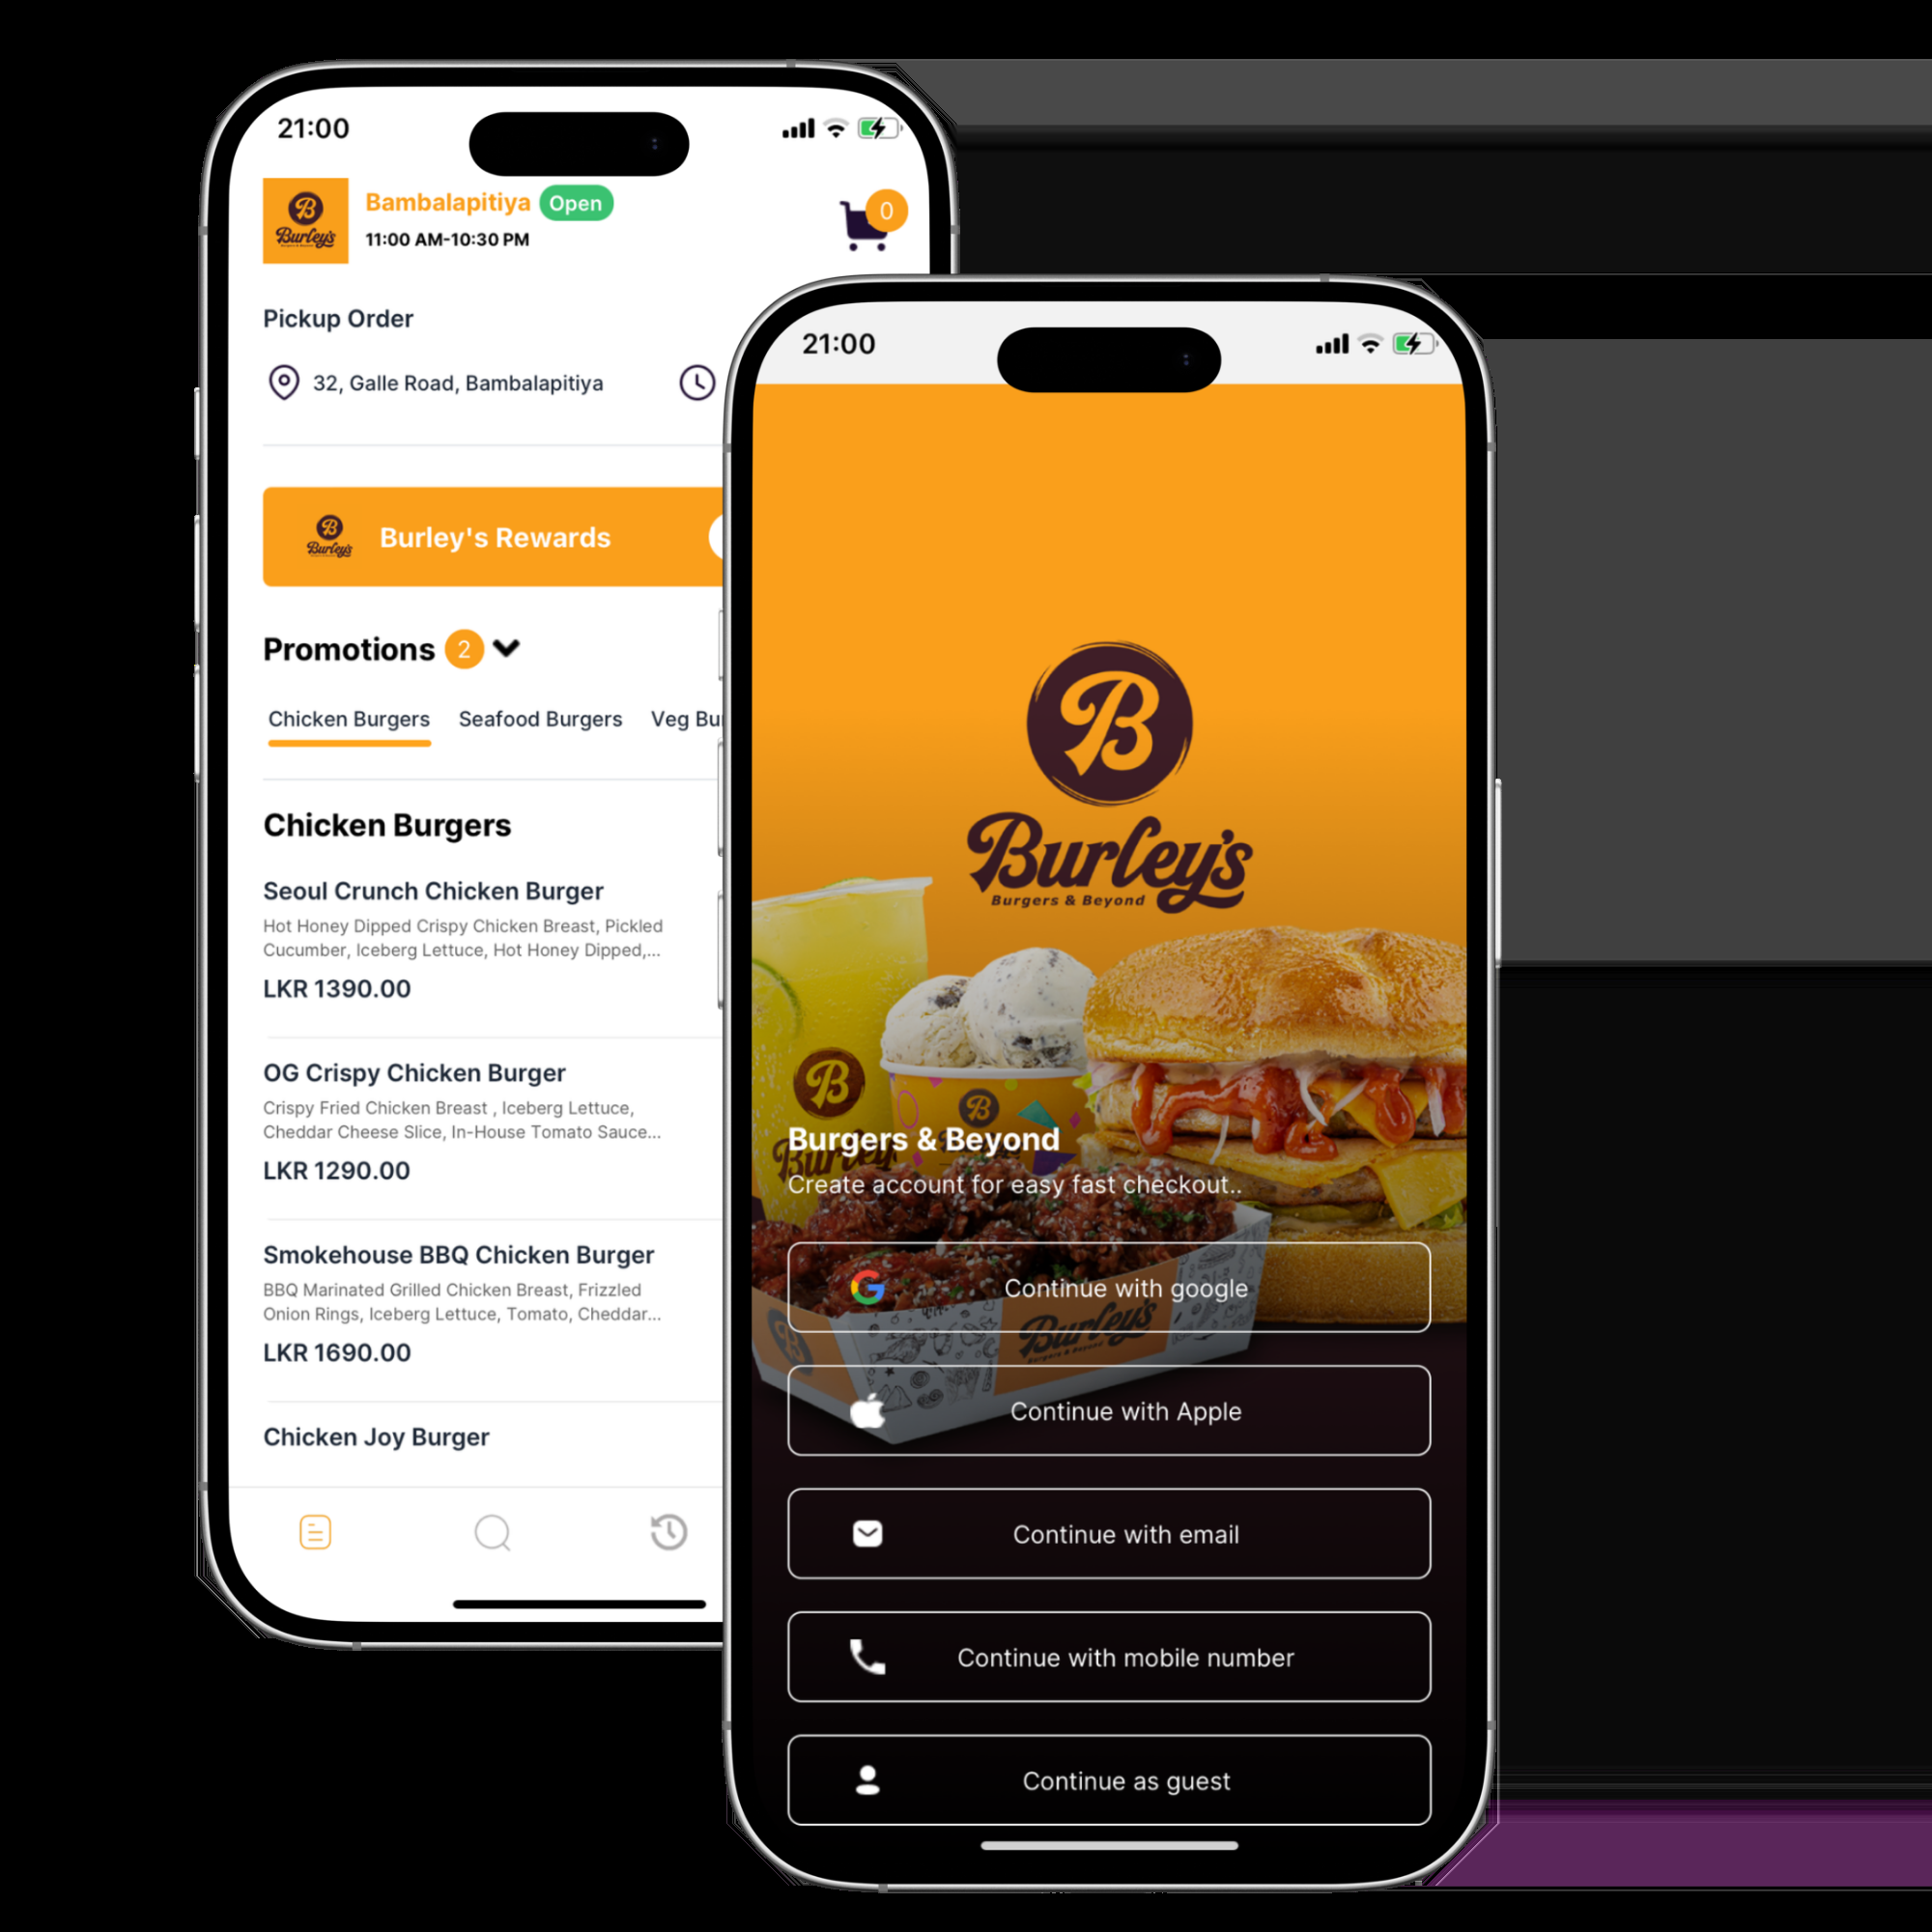 21:00
Burley's
Bambalapitiya Open
11:00 AM-10:30 PM
0
Pickup Order
32, Galle Road, Bambalapitiya
Burley's
Burley's Rewards
Promotions 2
Chicken Burgers Seafood Burgers Veg Bu
Chicken Burgers
Seoul Crunch Chicken Burger
Hot Honey Dipped Crispy Chicken Breast, Pickled
Cucumber, Iceberg Lettuce, Hot Honey Dipped,...
LKR 1390.00
OG Crispy Chicken Burger
Crispy Fried Chicken Breast , Iceberg Lettuce,
Cheddar Cheese Slice, In-House Tomato Sauce...
LKR 1290.00
Smokehouse BBQ Chicken Burger
BBQ Marinated Grilled Chicken Breast, Frizzled
Onion Rings, Iceberg Lettuce, Tomato, Cheddar...
LKR 1690.00
Chicken Joy Burger
21:00
B
Burley's
Burgers & Beyond
B
B
Burgers & Beyond
Burley
Create account for easy fast checkout..
Continue with google
Burley's
Burgers & Beyond
Continue with Apple
Continue with email
Continue with mobile number
Continue as guest